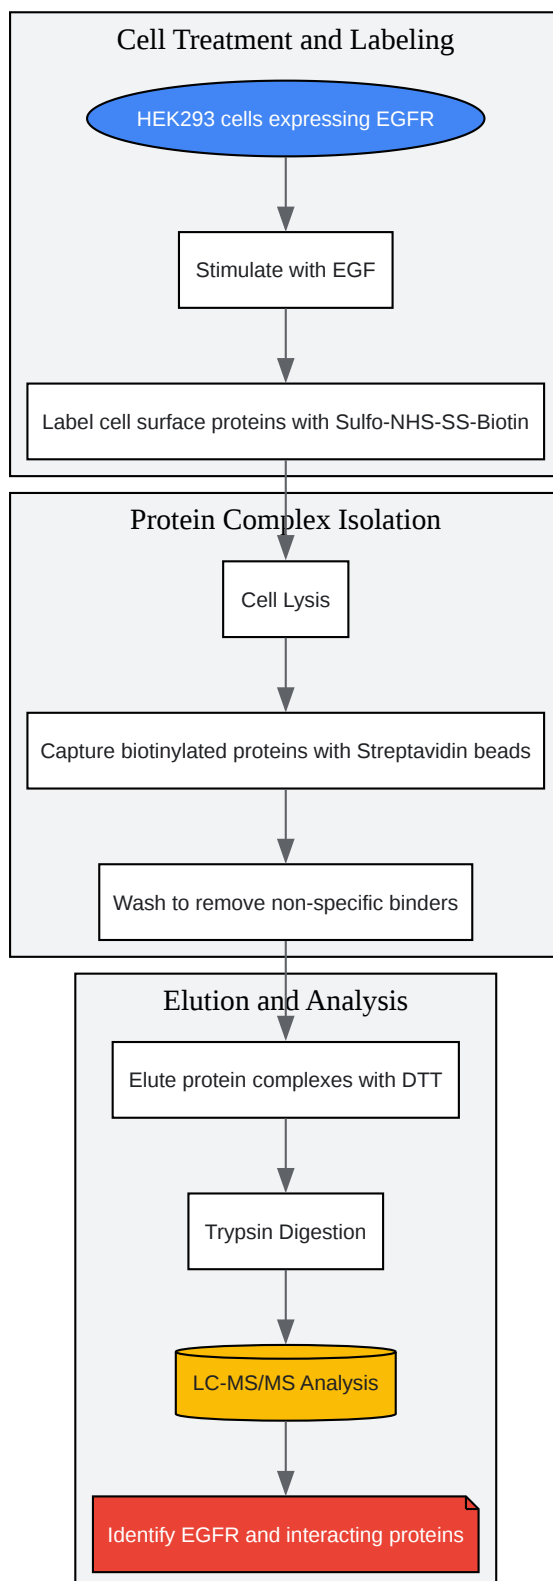 Cell Treatment and Labeling
HEK293 cells expressing EGFR
Stimulate with EGF
Label cell surface proteins with Sulfo-NHS-SS-Biotin
Protein Complex Isolation
Cell Lysis
Capture biotinylated proteins with Streptavidin beads
Wash to remove non-specific binders
Elution and Analysis
Elute protein complexes with DTT
Trypsin Digestion
LC-MS/MS Analysis
Identify EGFR and interacting proteins